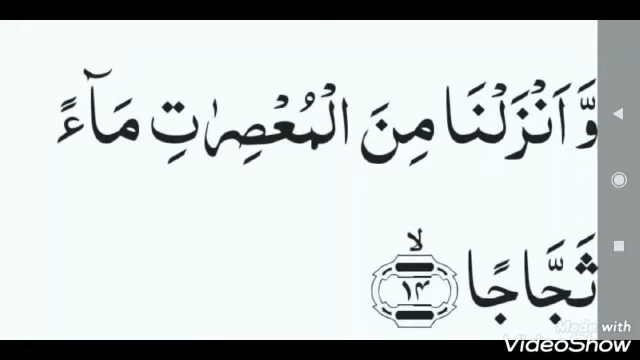 وَّاَنْزَلْنَا مِنَ الْمُعْصِرٰتِ مَآءً
ثَجَّاجًا ۙ‏﴿۱۴﴾
Made with
VideoShow